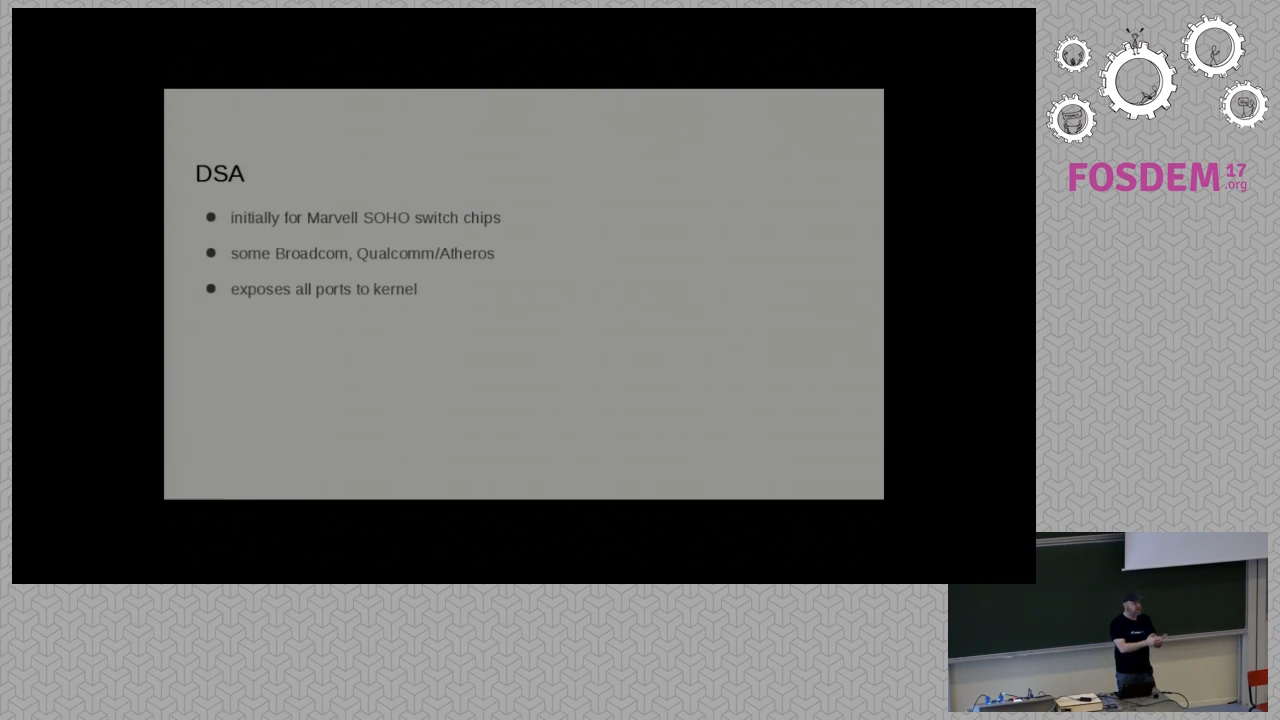 DSA
initially for Marvell SOHO switch chips
some Broadcom, Qualcomm/Atheros
exposes all ports to kernel
FOSDEM 17
.org